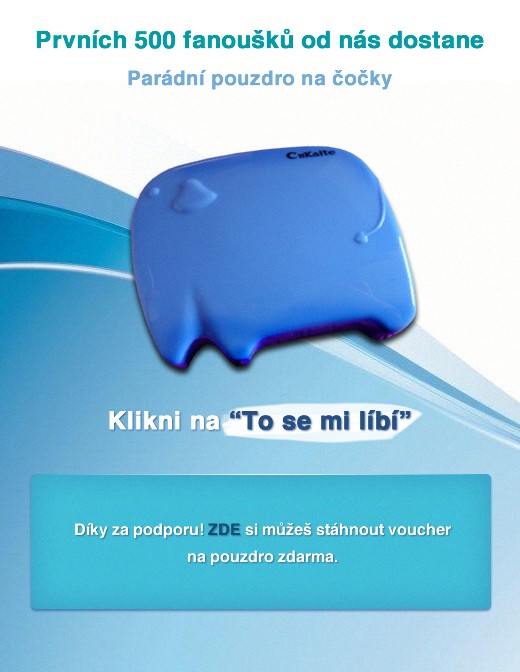 Prvních 500 fanoušků od nás dostane
Parádní pouzdro na čočky
Klikni na “To se mi líbí”
Díky za podporu! ZDE si můžeš stáhnout voucher
na pouzdro zdarma.